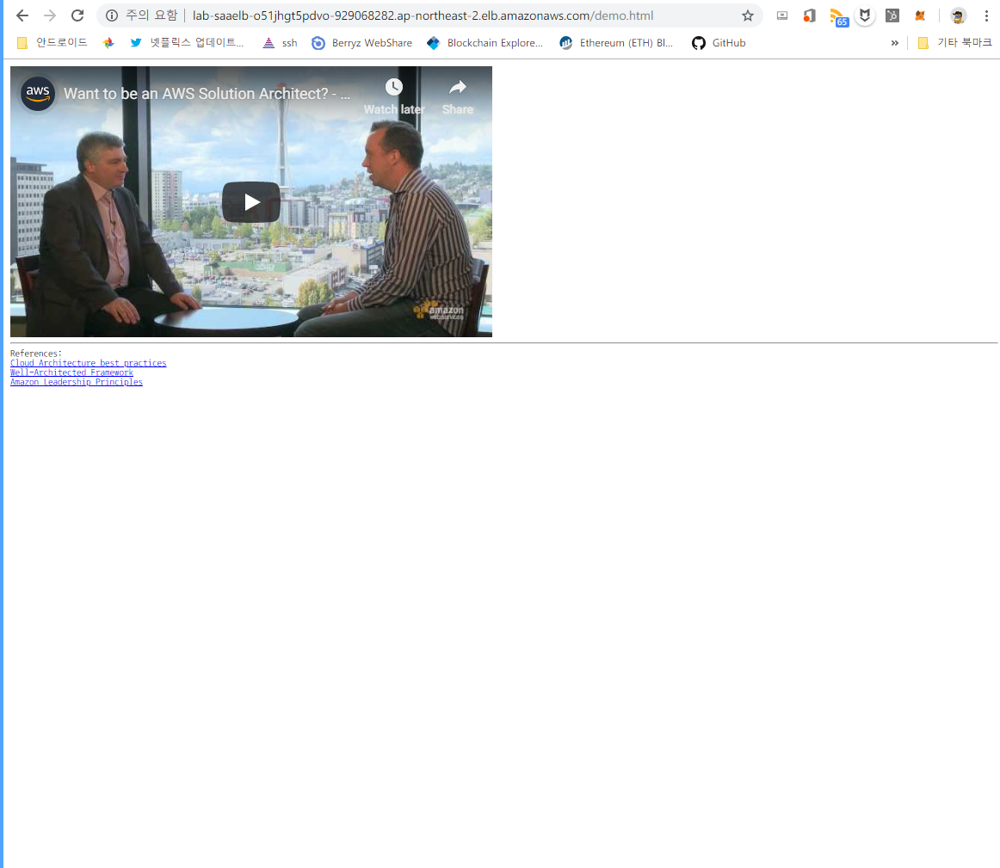 주의 요함 | lab-saaelb-o51jhgt5pdvo-929068282.ap-northeast-2.elb.amazonaws.com/demo.html
65
안드로이드 넷플릭스 업데이트... ssh Berryz WebShare Blockchain Explore... Ethereum (ETH) Bl... GitHub » 기타 북마크
aws Want to be an AWS Solution Architect? - ...
Watch later Share
amazon
webservices
References:
Cloud Architecture best practices
Well-Architected Framework
Amazon Leadership Principles